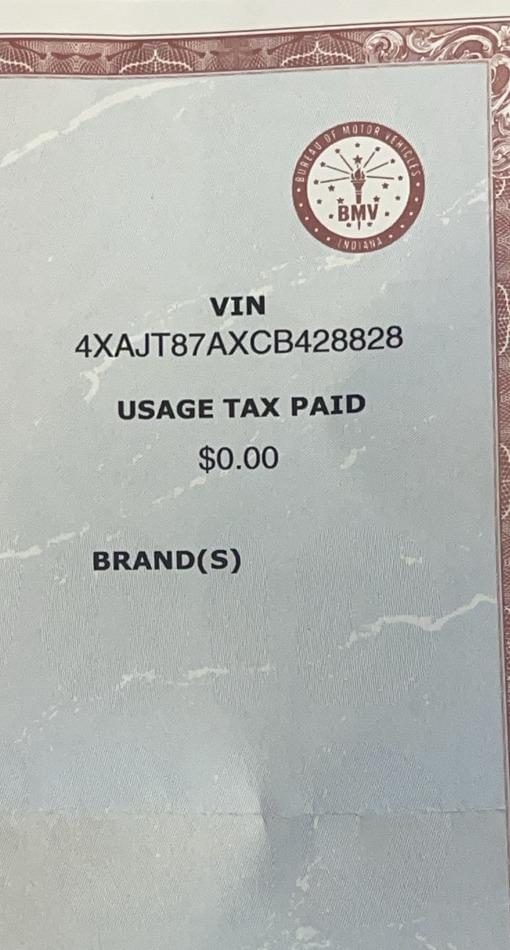 BUREAU OF MOTOR VEHICLES
BMV
INDIANA
VIN
4XAJT87AXCB428828
USAGE TAX PAID
$0.00
BRAND(S)